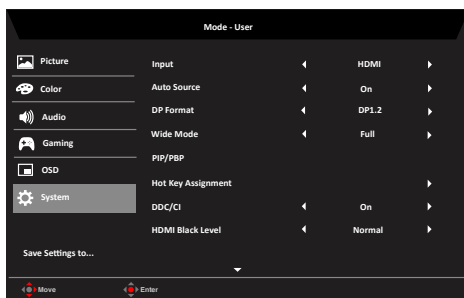 Mode - User
Picture
Color
Audio
Gaming
OSD
System
Save Settings to...
Input HDMI
Auto Source On
DP Format DP1.2
Wide Mode Full
PIP/PBP
Hot Key Assignment
DDC/CI On
HDMI Black Level Normal
Move Enter